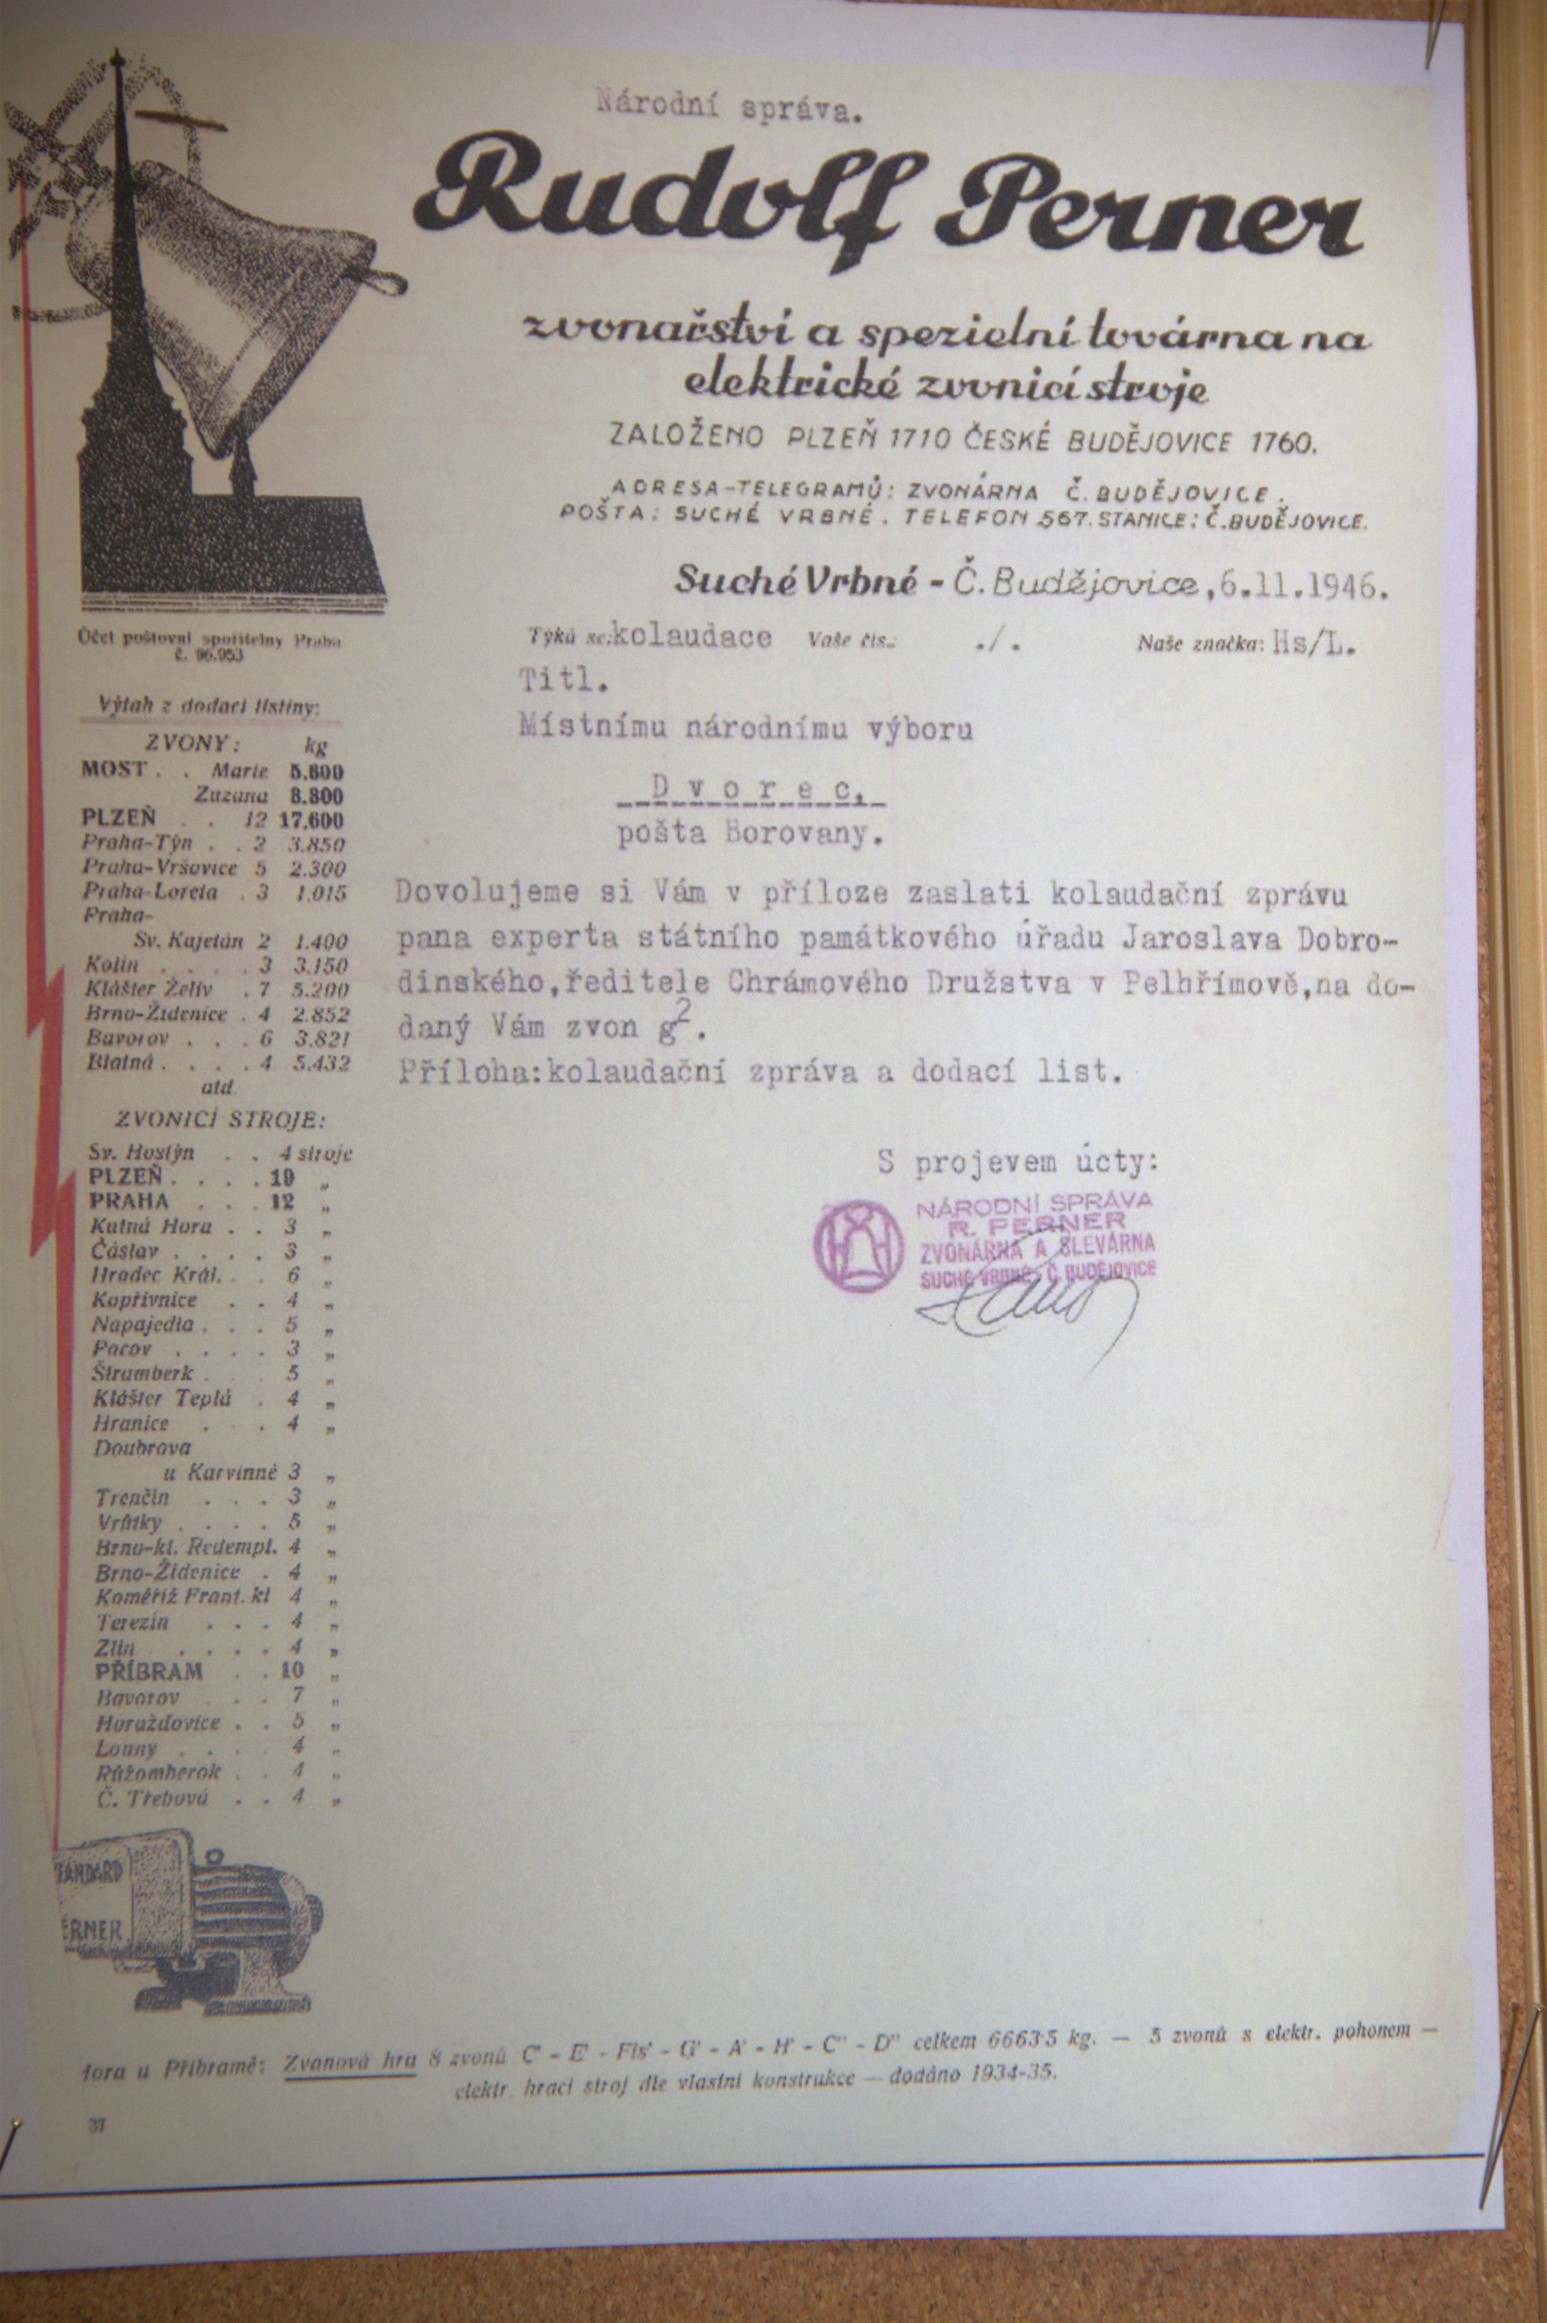 Národní správa.
Rudolf Perner
zvonařství a spezielní továrna na
elektrické zvonicí stroje
ZALOŽENO PLZEŇ 1710 ČESKÉ BUDĚJOVICE 1760.
ADRESA-TELEGRAMŮ: ZVONÁRNA Č. BUDĚJOVICE.
POŠTA: SUCHÉ VRBNÉ. TELEFON 567. STANICE: Č. BUDĚJOVICE.
Suché Vrbné - Č. Budějovice, 6.11.1946.
Týká se: kolaudace Vaše čís.: ./. Naše značka: Hs/L.
Titl.
Místnímu národnímu výboru
Dvorec,
pošta Borovany.
Dovolujeme si Vám v příloze zaslati kolaudační zprávu
pana experta státního památkového úřadu Jaroslava Dobro-
dinského,ředitele Chrámového Družstva v Pelhřimově,na do-
daný Vám zvon g2.
Příloha:kolaudační zpráva a dodací list.
S projevem úcty:
NÁRODNÍ SPRÁVA
R. PERNER
ZVONÁRNA A SLEVÁRNA
SUCHÉ VRBNÉ - Č. BUDĚJOVICE
Účet poštovní spořitelny Praha
č. 96.953
Výtah z dodací listiny:
ZVONY: kg
MOST . . Marie 5.600
Zuzana 8.800
PLZEŇ . . 12 17.600
Praha-Týn . . 2 3.850
Praha-Vršovice 5 2.300
Praha-Loreta . 3 1.015
Praha-
Sv. Kajetán 2 1.400
Kolín . . . . 3 3.150
Klášter Želiv . 7 5.200
Brno-Židenice . 4 2.852
Bavorov . . . 6 3.821
Blatná . . . . 4 5.432
atd.
ZVONICÍ STROJE:
Sv. Hostýn . . 4 stroje
PLZEŇ . . . . 10 „
PRAHA . . . 12 „
Kutná Hora . . 3 „
Čáslav . . . . 3 „
Hradec Král. . . 6 „
Kopřivnice . . 4 „
Napajedla . . . 5 „
Pacov . . . . 3 „
Štramberk . . . 5 „
Klášter Teplá . 4 „
Hranice . . . 4 „
Doubrava
u Karvinné 3 „
Trenčín . . . 3 „
Vrútky . . . . 5 „
Brno-kl. Redempt. 4 „
Brno-Židenice . 4 „
Koměříž Frant. kl 4 „
Terezín . . . 4 „
Zlín . . . . 4 „
PŘÍBRAM . . 10 „
Bavorov . . . 7 „
Horažďovice . . 5 „
Louny . . . . 4 „
Růžomberok . . 4 „
Č. Třebová . . 4 „
TANDARD
ERNER
fora u Příbramě: Zvonová hra 8 zvonů C' - E' - Fis' - G' - A' - H' - C'' - D'' celkem 6663·5 kg. — 5 zvonů s elektr. pohonem —
elektr. hrací stroj dle vlastní konstrukce — dodáno 1934-35.
37